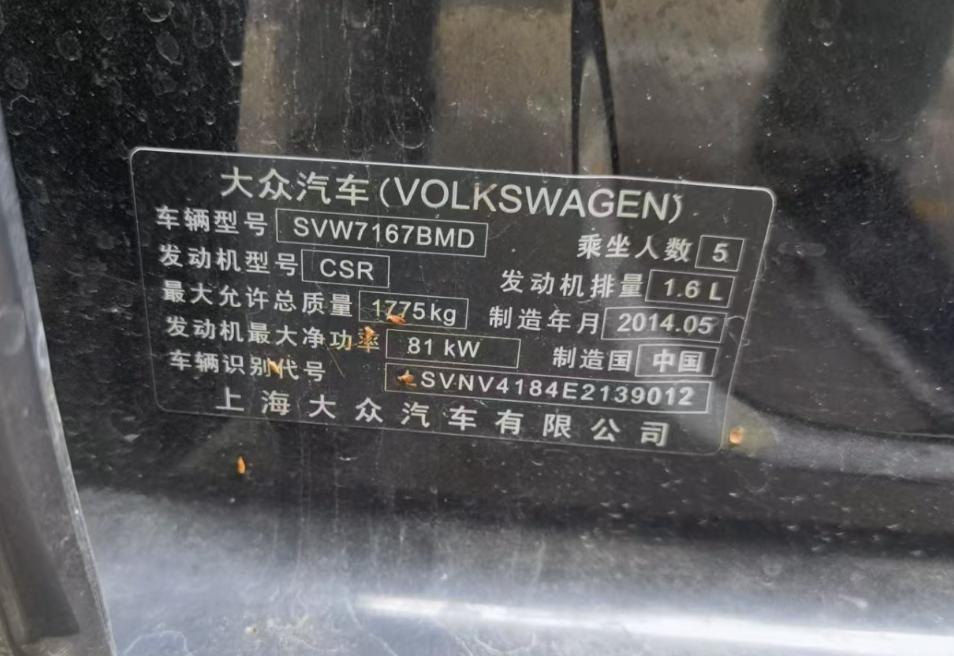 大众汽车(VOLKSWAGEN)
车辆型号 SVW7167BMD 乘坐人数 5
发动机型号 CSR 发动机排量 1.6 L
最大允许总质量 1775kg 制造年月 2014.05
发动机最大净功率 81 kW 制造国 中国
车辆识别代号 SVNV4184E2139012
上海大众汽车有限公司